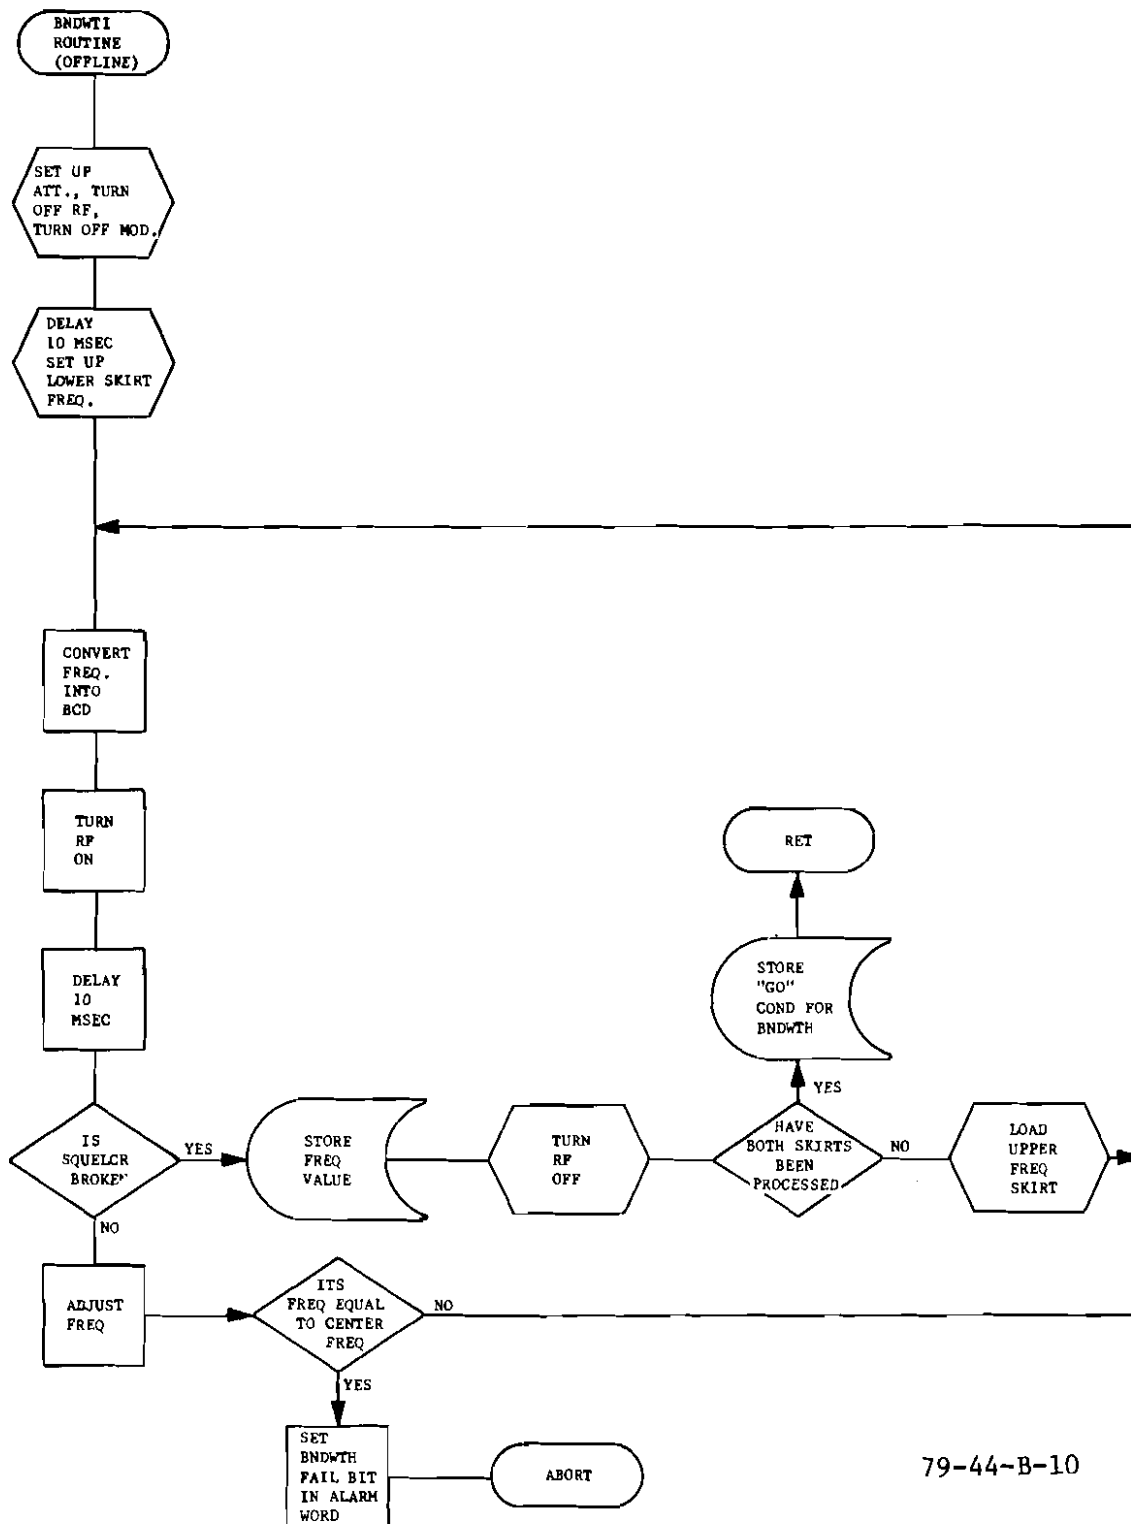 BNDWTI
ROUTINE
(OFFLINE)
SET UP
ATT., TURN
OFF RF,
TURN OFF MOD.
DELAY
10 MSEC
SET UP
LOWER SKIRT
FREQ.
CONVERT
FREQ.
INTO
BCD
TURN
RF
ON
DELAY
10
MSEC
IS
SQUELCR
BROKEN
YES
NO
STORE
FREQ
VALUE
TURN
RF
OFF
HAVE
BOTH SKIRTS
BEEN
PROCESSED
YES
STORE
"GO"
COND FOR
BNDWTH
RET
NO
LOAD
UPPER
FREQ
SKIRT
ADJUST
FREQ
ITS
FREQ EQUAL
TO CENTER
FREQ
NO
YES
SET
BNDWTH
FAIL BIT
IN ALARM
WORD
ABORT
79-44-B-10